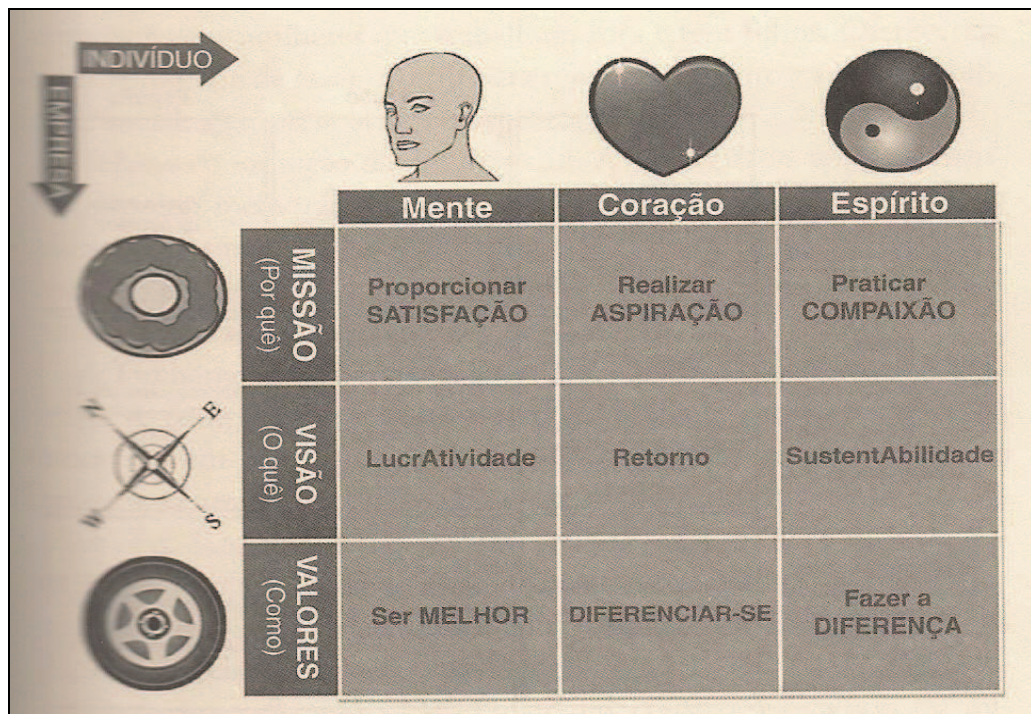 INDIVÍDUO
EMPRESA
Mente
Coração
Espírito
MISSÃO
(Por quê)
Proporcionar
SATISFAÇÃO
Realizar
ASPIRAÇÃO
Praticar
COMPAIXÃO
E
S
VISÃO
(O quê)
LucrAtividade
Retorno
SustentAbilidade
VALORES
(Como)
Ser MELHOR
DIFERENCIAR-SE
Fazer a
DIFERENÇA